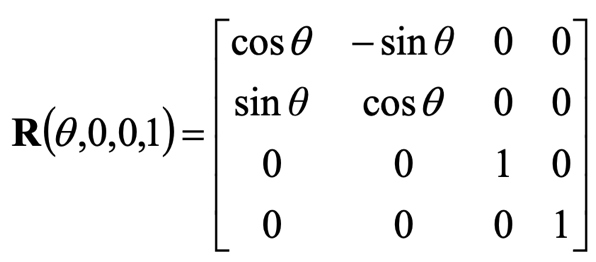 cos θ − sin θ 0 0
sin θ cos θ 0 0
R(θ,0,0,1)=
0 0 1 0
0 0 0 1